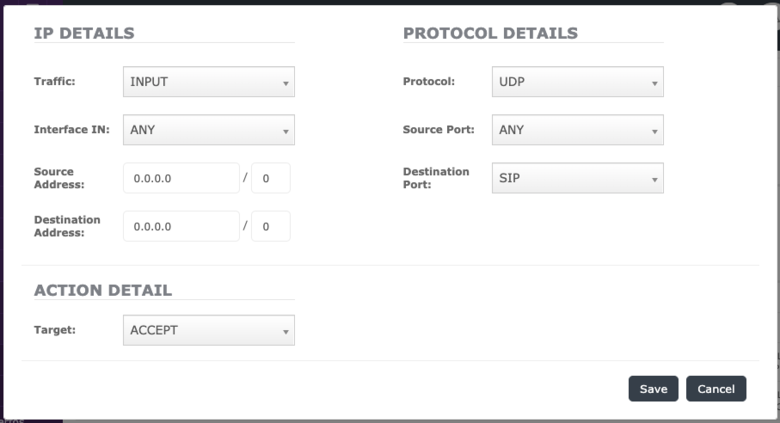 IP DETAILS
Traffic: INPUT
Interface IN: ANY
Source
Address: 0.0.0.0 / 0
Destination
Address: 0.0.0.0 / 0
PROTOCOL DETAILS
Protocol: UDP
Source Port: ANY
Destination
Port: SIP
ACTION DETAIL
Target: ACCEPT
Save Cancel